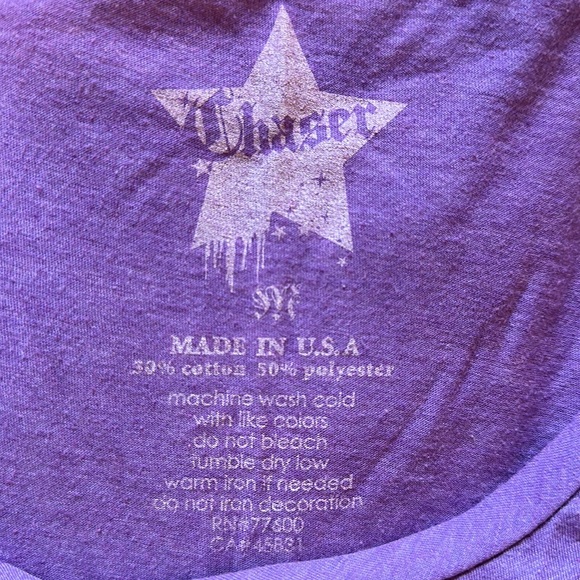 Chaser
M
MADE IN U.S.A
50% cotton 50% polyester
machine wash cold
with like colors
do not bleach
tumble dry low
warm iron if needed
do not iron decoration
RN#77600
CA#46831